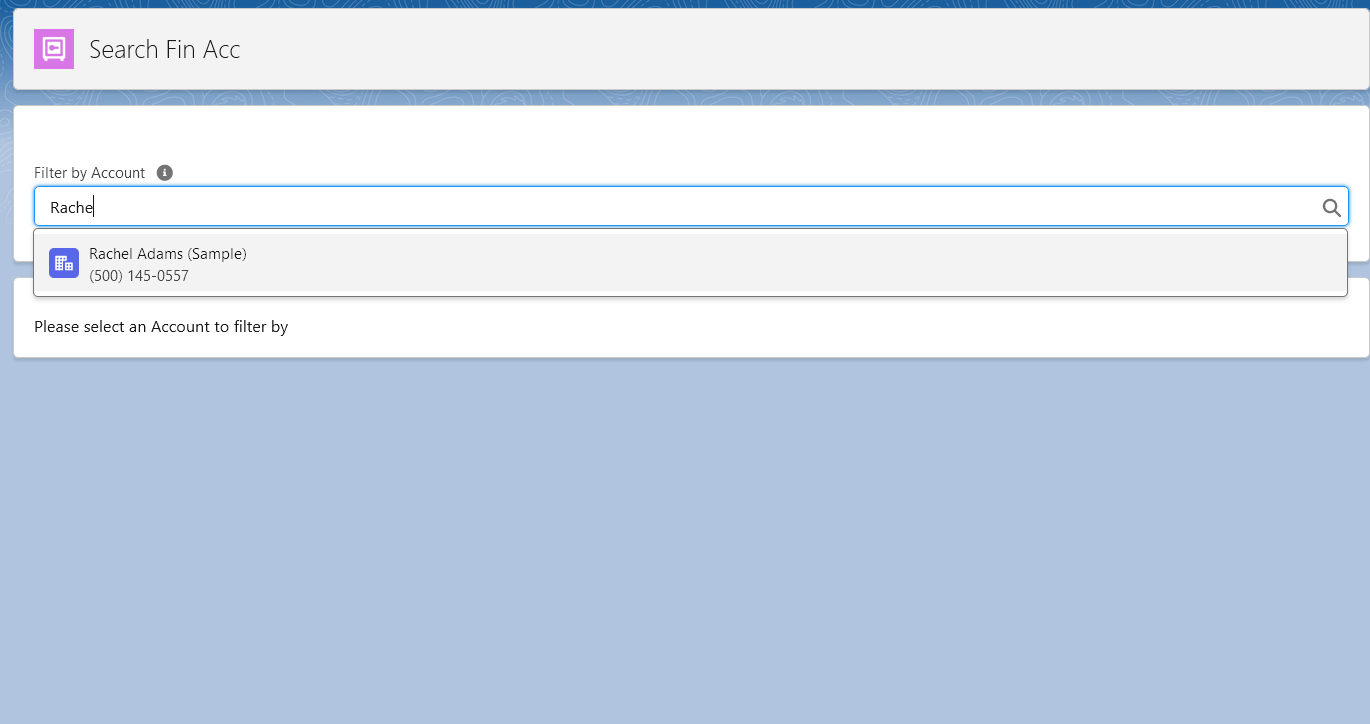 Search Fin Acc
Filter by Account
Rache
Rachel Adams (Sample)
(500) 145-0557
Please select an Account to filter by